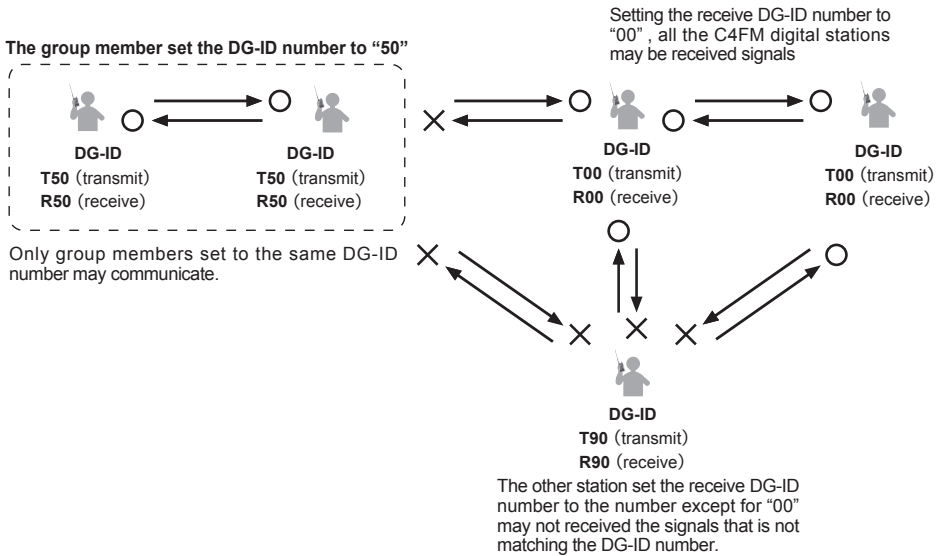 Setting the receive DG-ID number to
“00” , all the C4FM digital stations
may be received signals
The group member set the DG-ID number to “50”
DG-ID
T50 (transmit)
R50 (receive)
DG-ID
T50 (transmit)
R50 (receive)
DG-ID
T00 (transmit)
R00 (receive)
DG-ID
T00 (transmit)
R00 (receive)
Only group members set to the same DG-ID
number may communicate.
DG-ID
T90 (transmit)
R90 (receive)
The other station set the receive DG-ID
number to the number except for “00”
may not received the signals that is not
matching the DG-ID number.